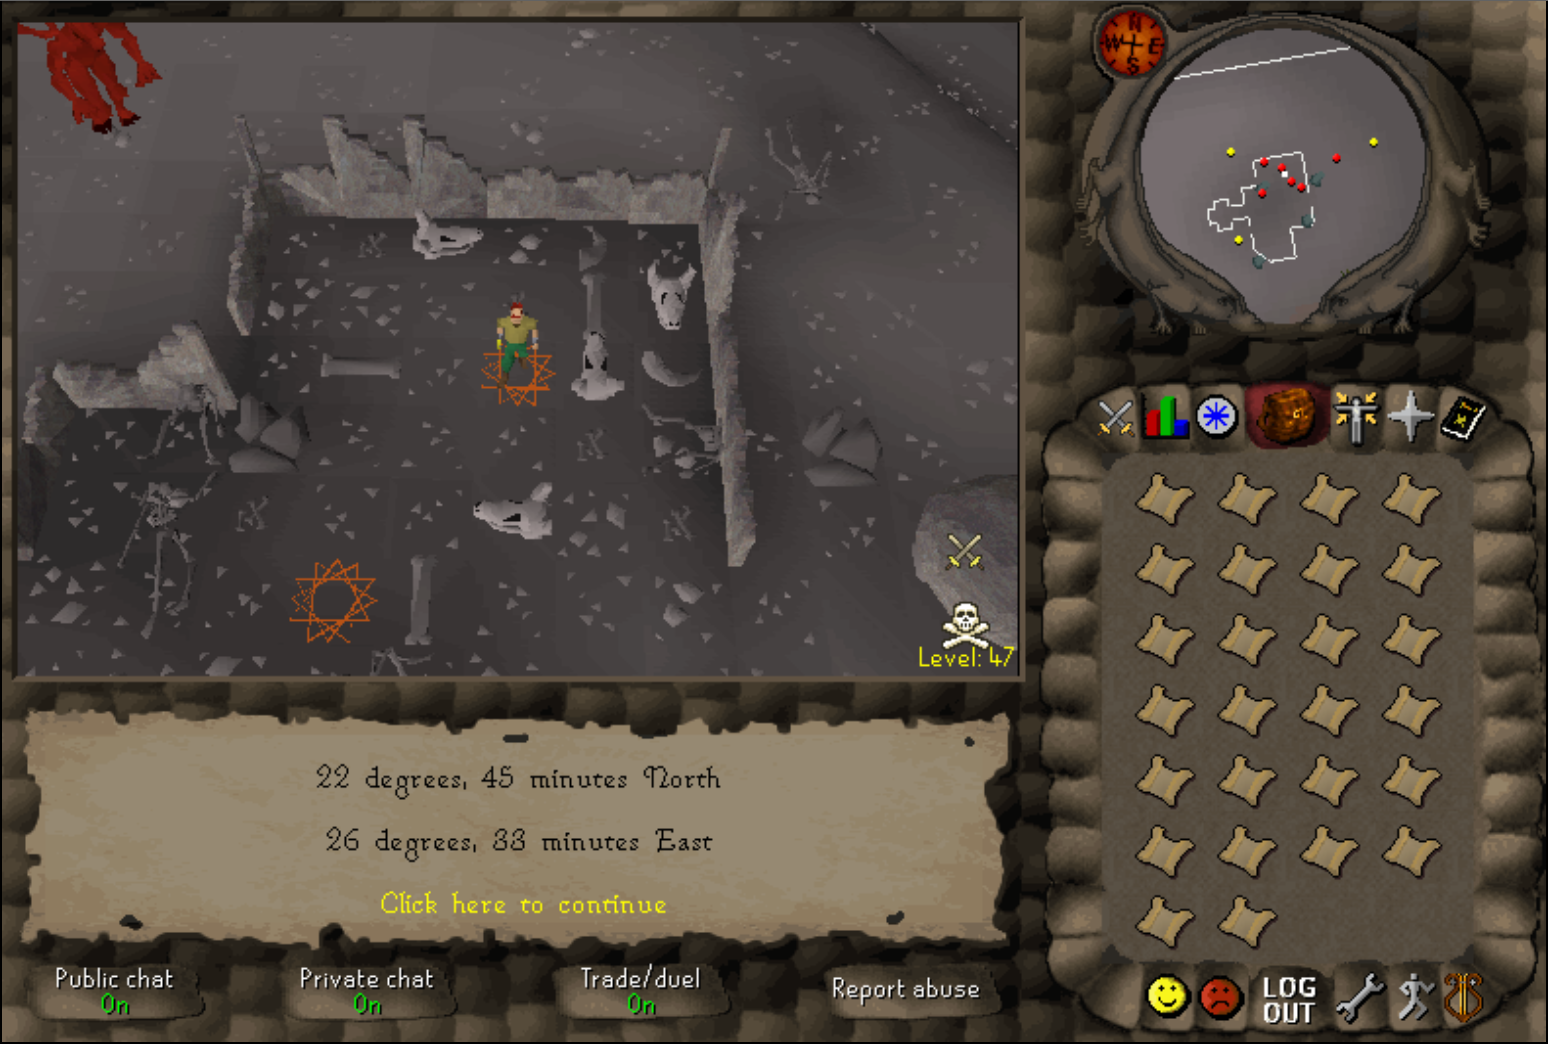 N
W E
S
Level: 47
22 degrees, 45 minutes North
26 degrees, 33 minutes East
Click here to continue
Public chat
On
Private chat
On
Trade/duel
On
Report abuse
LOG
OUT